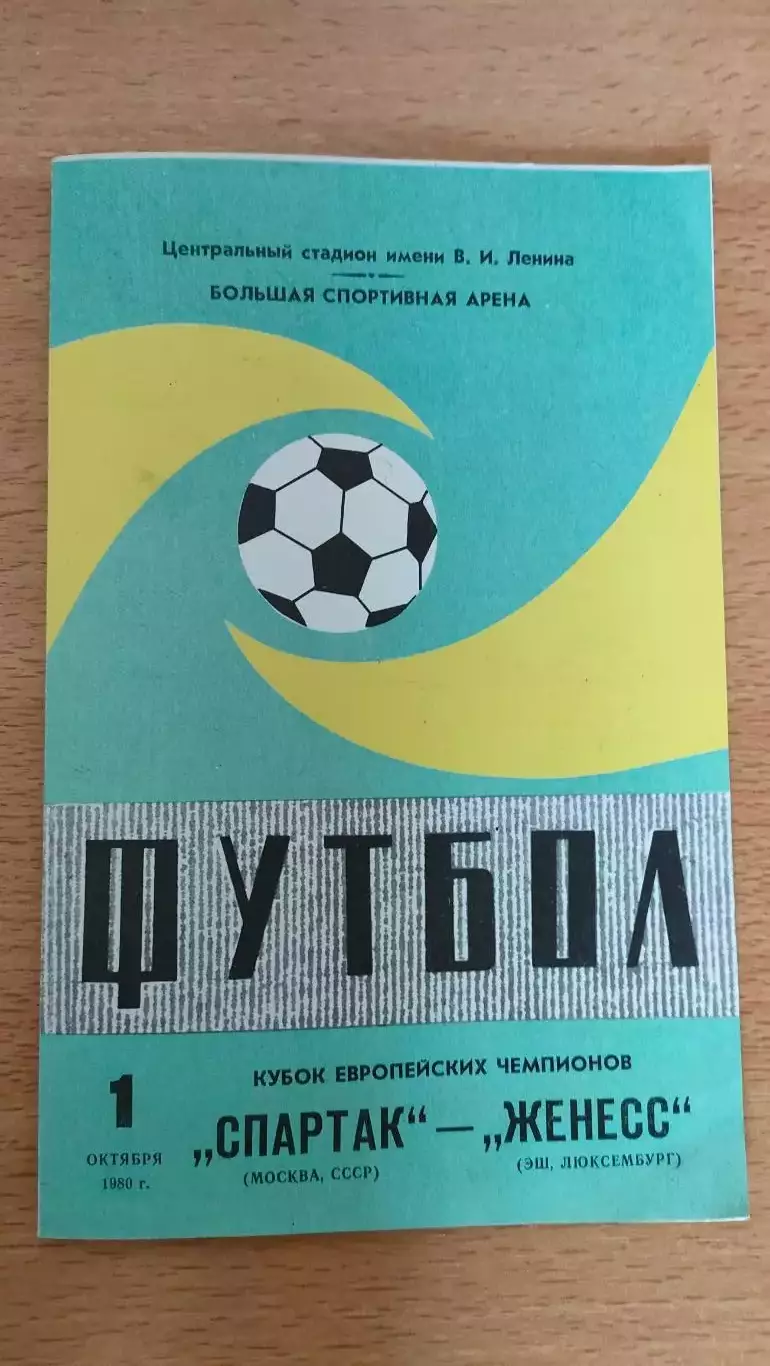 Центральный стадион имени В. И. Ленина
БОЛЬШАЯ СПОРТИВНАЯ АРЕНА
ФУТБОЛ
1
ОКТЯБРЯ
1980 г.
КУБОК ЕВРОПЕЙСКИХ ЧЕМПИОНОВ
„СПАРТАК“ — „ЖЕНЕСС“
(МОСКВА, СССР) (ЭШ, ЛЮКСЕМБУРГ)